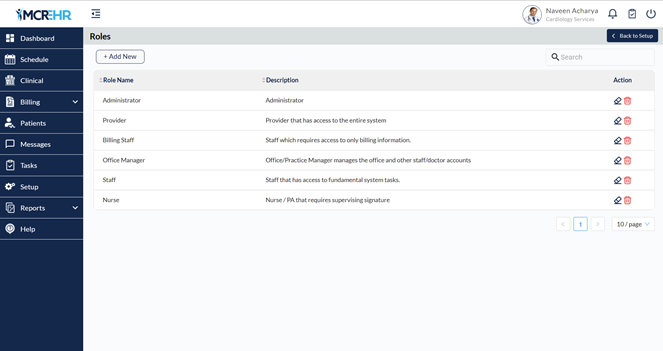 MCREHR
Naveen Acharya
Cardiology Services
Dashboard
Schedule
Clinical
Billing
Patients
Messages
Tasks
Setup
Reports
Help
Roles
Back to Setup
+ Add New
Search
Role Name Description Action
Administrator Administrator
Provider Provider that has access to the entire system
Billing Staff Staff which requires access to only billing information.
Office Manager Office/Practice Manager manages the office and other staff/doctor accounts
Staff Staff that has access to fundamental system tasks.
Nurse Nurse / PA that requires supervising signature
1 10 / page